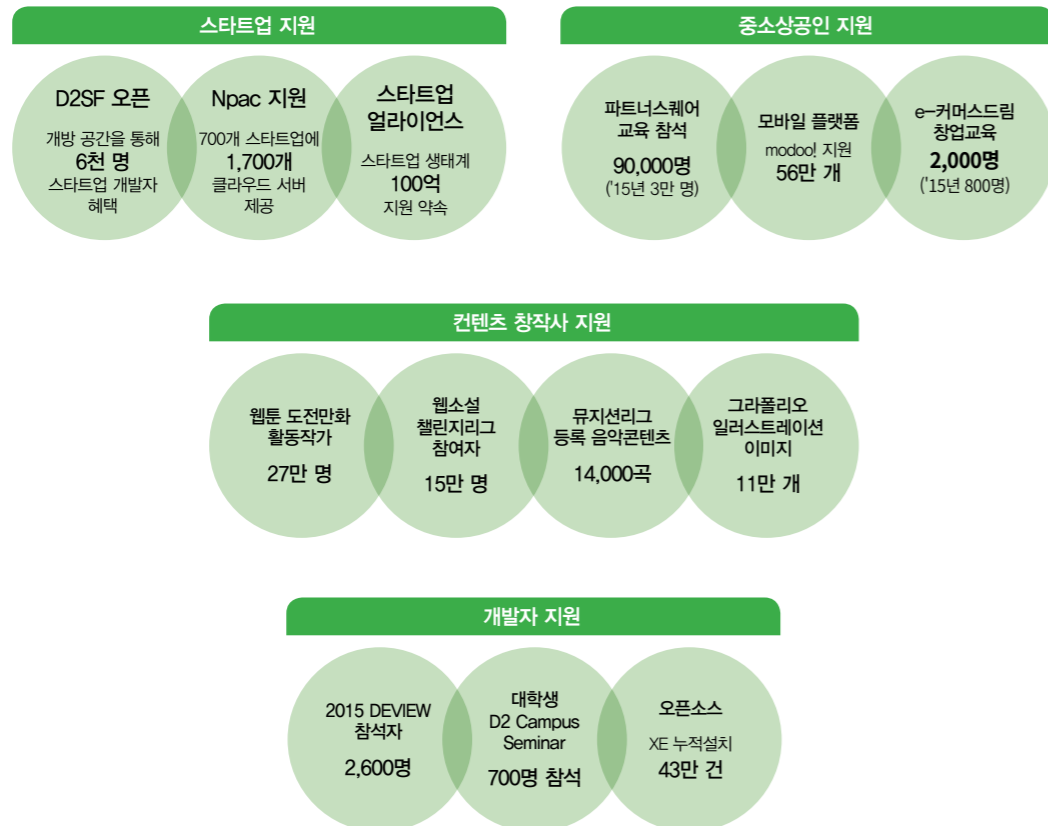 스타트업 지원
D2SF 오픈
개방 공간을 통해
6천 명
스타트업 개발자
혜택
Npac 지원
700개 스타트업에
1,700개
클라우드 서버
제공
스타트업
얼라이언스
스타트업 생태계
100억
지원 약속
중소상공인 지원
파트너스퀘어
교육 참석
90,000명
('15년 3만 명)
모바일 플랫폼
modoo! 지원
56만 개
e-커머스드림
창업교육
2,000명
('15년 800명)
컨텐츠 창작사 지원
웹툰 도전만화
활동작가
27만 명
웹소설
챌린지리그
참여자
15만 명
뮤지션리그
등록 음악콘텐츠
14,000곡
그라폴리오
일러스트레이션
이미지
11만 개
개발자 지원
2015 DEVIEW
참석자
2,600명
대학생
D2 Campus
Seminar
700명 참석
오픈소스
XE 누적설치
43만 건